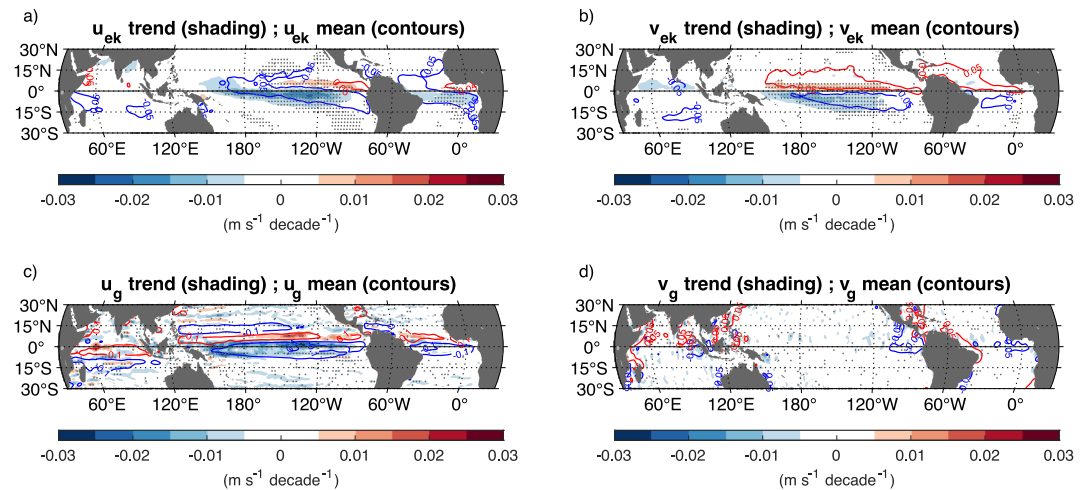 a)
u_ek trend (shading) ; u_ek mean (contours)
30°N
15°N
0°
15°S
30°S
60°E 120°E 180° 120°W 60°W 0°
-0.03 -0.02 -0.01 0 0.01 0.02 0.03
(m s⁻¹ decade⁻¹)
b)
v_ek trend (shading) ; v_ek mean (contours)
30°N
15°N
0°
15°S
30°S
60°E 120°E 180° 120°W 60°W 0°
-0.03 -0.02 -0.01 0 0.01 0.02 0.03
(m s⁻¹ decade⁻¹)
c)
u_g trend (shading) ; u_g mean (contours)
30°N
15°N
0°
15°S
30°S
60°E 120°E 180° 120°W 60°W 0°
-0.03 -0.02 -0.01 0 0.01 0.02 0.03
(m s⁻¹ decade⁻¹)
d)
v_g trend (shading) ; v_g mean (contours)
30°N
15°N
0°
15°S
30°S
60°E 120°E 180° 120°W 60°W 0°
-0.03 -0.02 -0.01 0 0.01 0.02 0.03
(m s⁻¹ decade⁻¹)